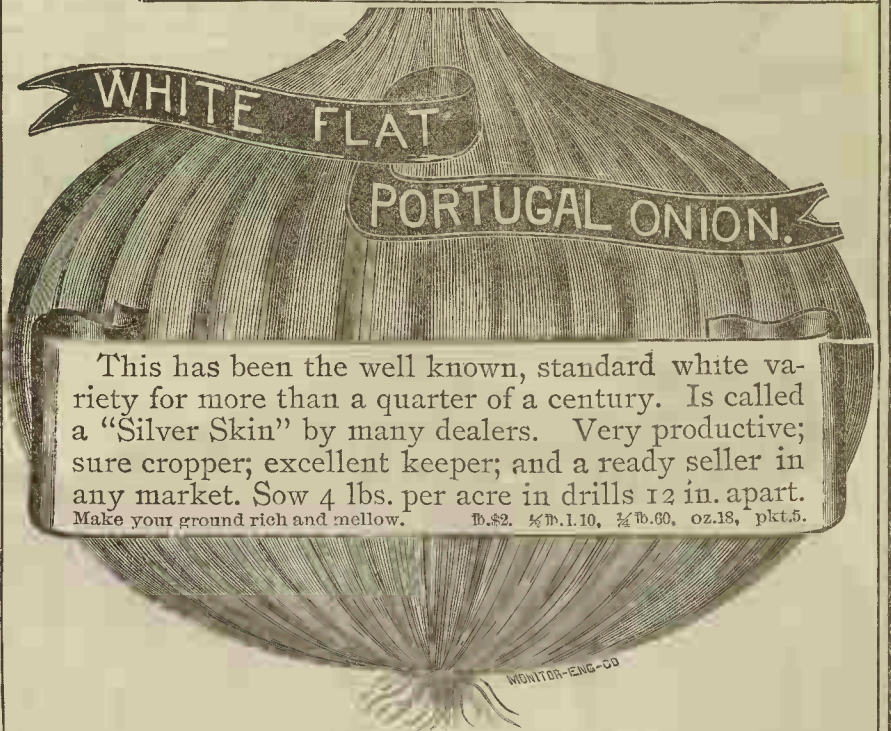 WHITE FLAT
PORTUGAL ONION.
This has been the well known, standard white va-
riety for more than a quarter of a century. Is called
a "Silver Skin" by many dealers. Very productive;
sure cropper; excellent keeper; and a ready seller in
any market. Sow 4 lbs. per acre in drills 12 in. apart.
Make your ground rich and mellow. ℔.$2. ½℔.1.10, ¼℔.60, oz.18, pkt.5.
MONITOR-ENG-CO